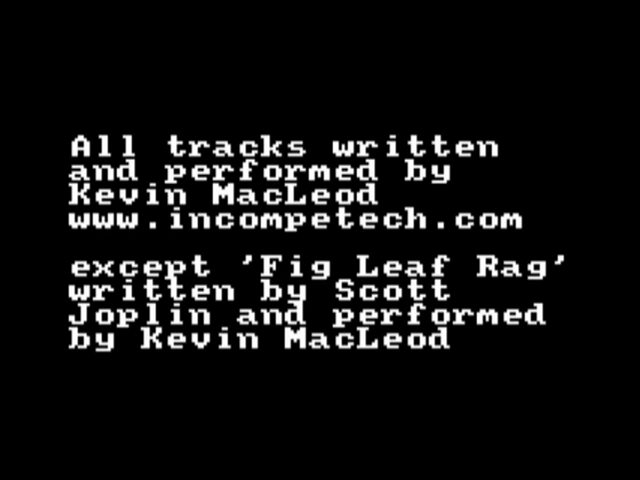 All tracks written
and performed by
Kevin MacLeod
www.incompetech.com
except 'Fig Leaf Rag'
written by Scott
Joplin and performed
by Kevin MacLeod